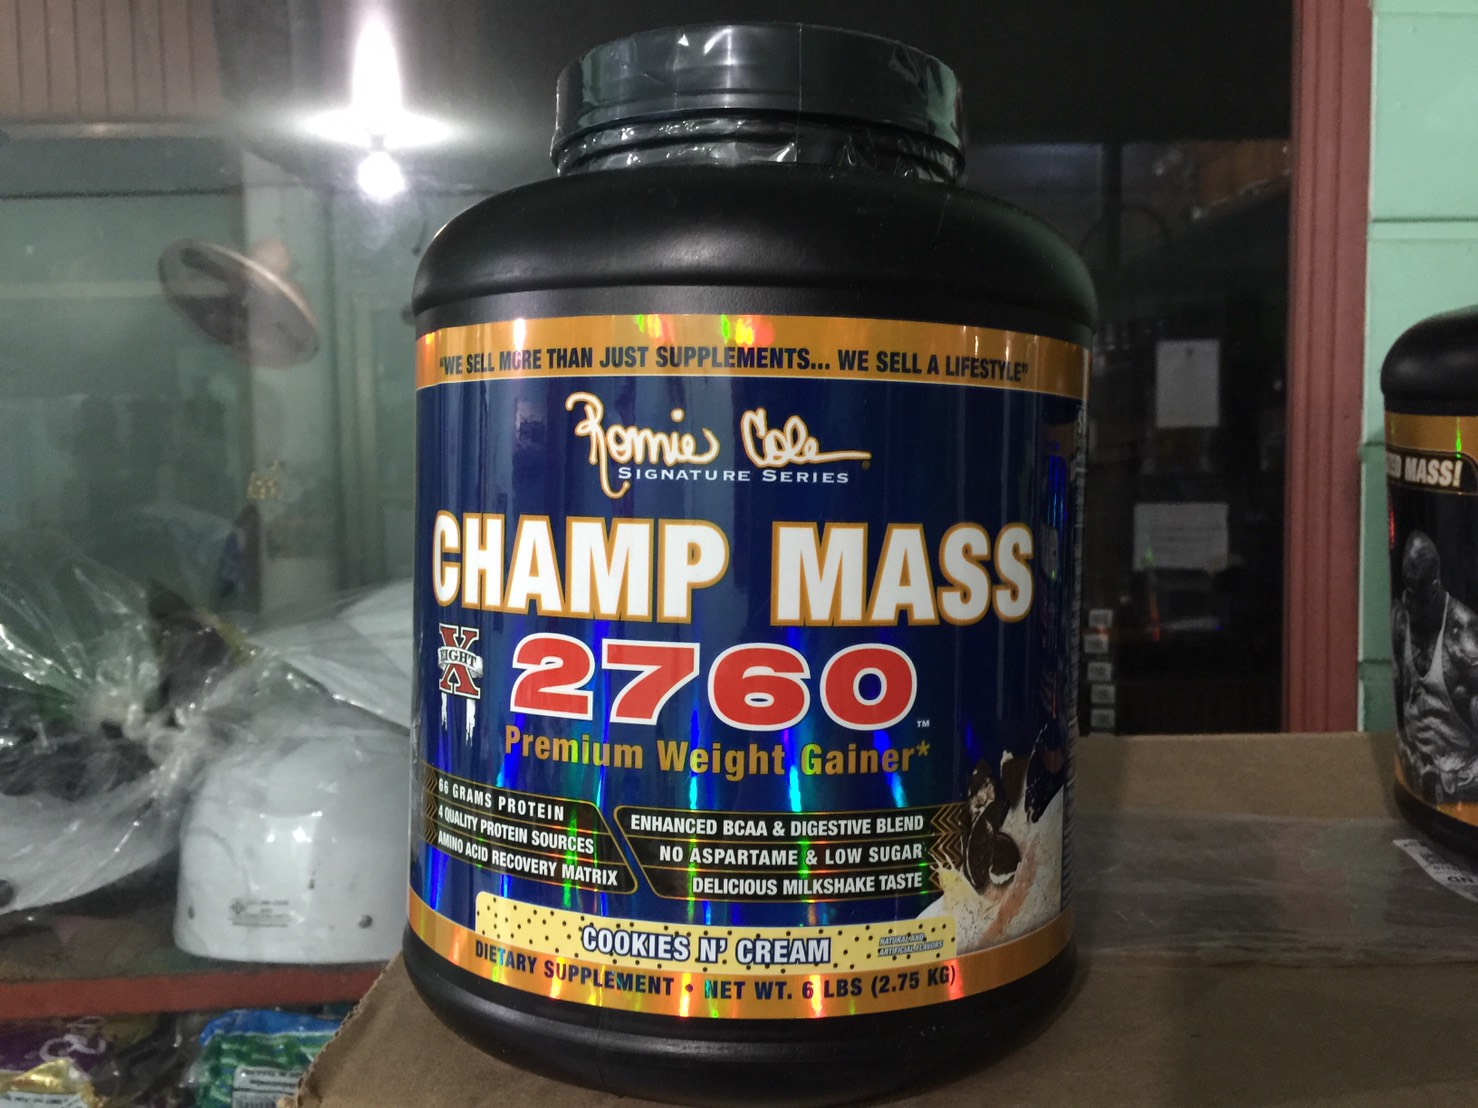 "WE SELL MORE THAN JUST SUPPLEMENTS... WE SELL A LIFESTYLE"
Ronnie Cole
SIGNATURE SERIES
CHAMP MASS
X EIGHT
2760™
Premium Weight Gainer*
66 GRAMS PROTEIN
4 QUALITY PROTEIN SOURCES
AMINO ACID RECOVERY MATRIX
ENHANCED BCAA & DIGESTIVE BLEND
NO ASPARTAME & LOW SUGAR
DELICIOUS MILKSHAKE TASTE
COOKIES N' CREAM
NATURAL AND
ARTIFICIAL FLAVORS
DIETARY SUPPLEMENT • NET WT. 6 LBS (2.75 KG)
MASS!